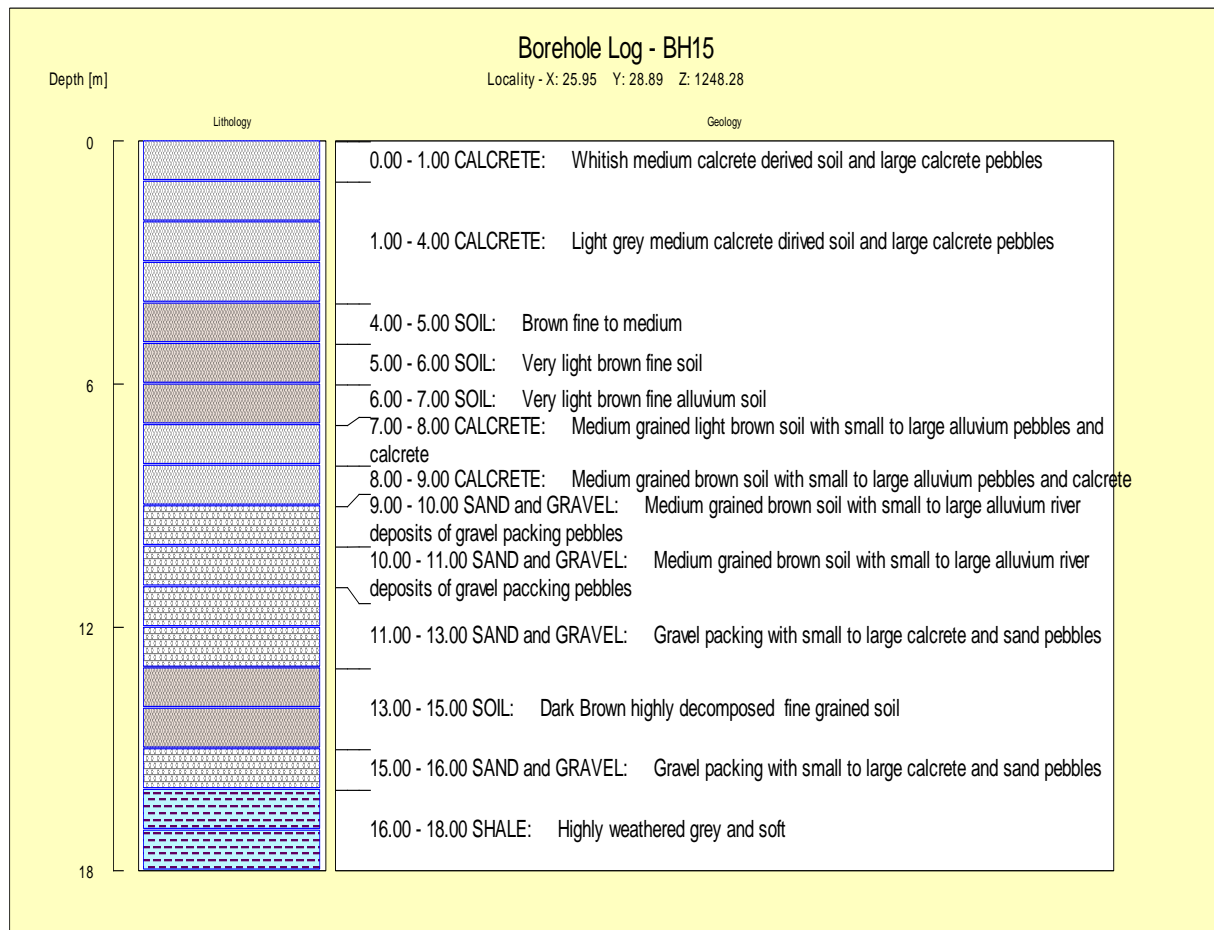 Borehole Log - BH15
Depth [m]
Locality - X: 25.95 Y: 28.89 Z: 1248.28
Lithology
Geology
0
0.00 - 1.00 CALCRETE: Whitish medium calcrete derived soil and large calcrete pebbles
1.00 - 4.00 CALCRETE: Light grey medium calcrete dirived soil and large calcrete pebbles
4.00 - 5.00 SOIL: Brown fine to medium
5.00 - 6.00 SOIL: Very light brown fine soil
6
6.00 - 7.00 SOIL: Very light brown fine alluvium soil
7.00 - 8.00 CALCRETE: Medium grained light brown soil with small to large alluvium pebbles and
calcrete
8.00 - 9.00 CALCRETE: Medium grained brown soil with small to large alluvium pebbles and calcrete
9.00 - 10.00 SAND and GRAVEL: Medium grained brown soil with small to large alluvium river
deposits of gravel packing pebbles
10.00 - 11.00 SAND and GRAVEL: Medium grained brown soil with small to large alluvium river
deposits of gravel paccking pebbles
12
11.00 - 13.00 SAND and GRAVEL: Gravel packing with small to large calcrete and sand pebbles
13.00 - 15.00 SOIL: Dark Brown highly decomposed fine grained soil
15.00 - 16.00 SAND and GRAVEL: Gravel packing with small to large calcrete and sand pebbles
16.00 - 18.00 SHALE: Highly weathered grey and soft
18